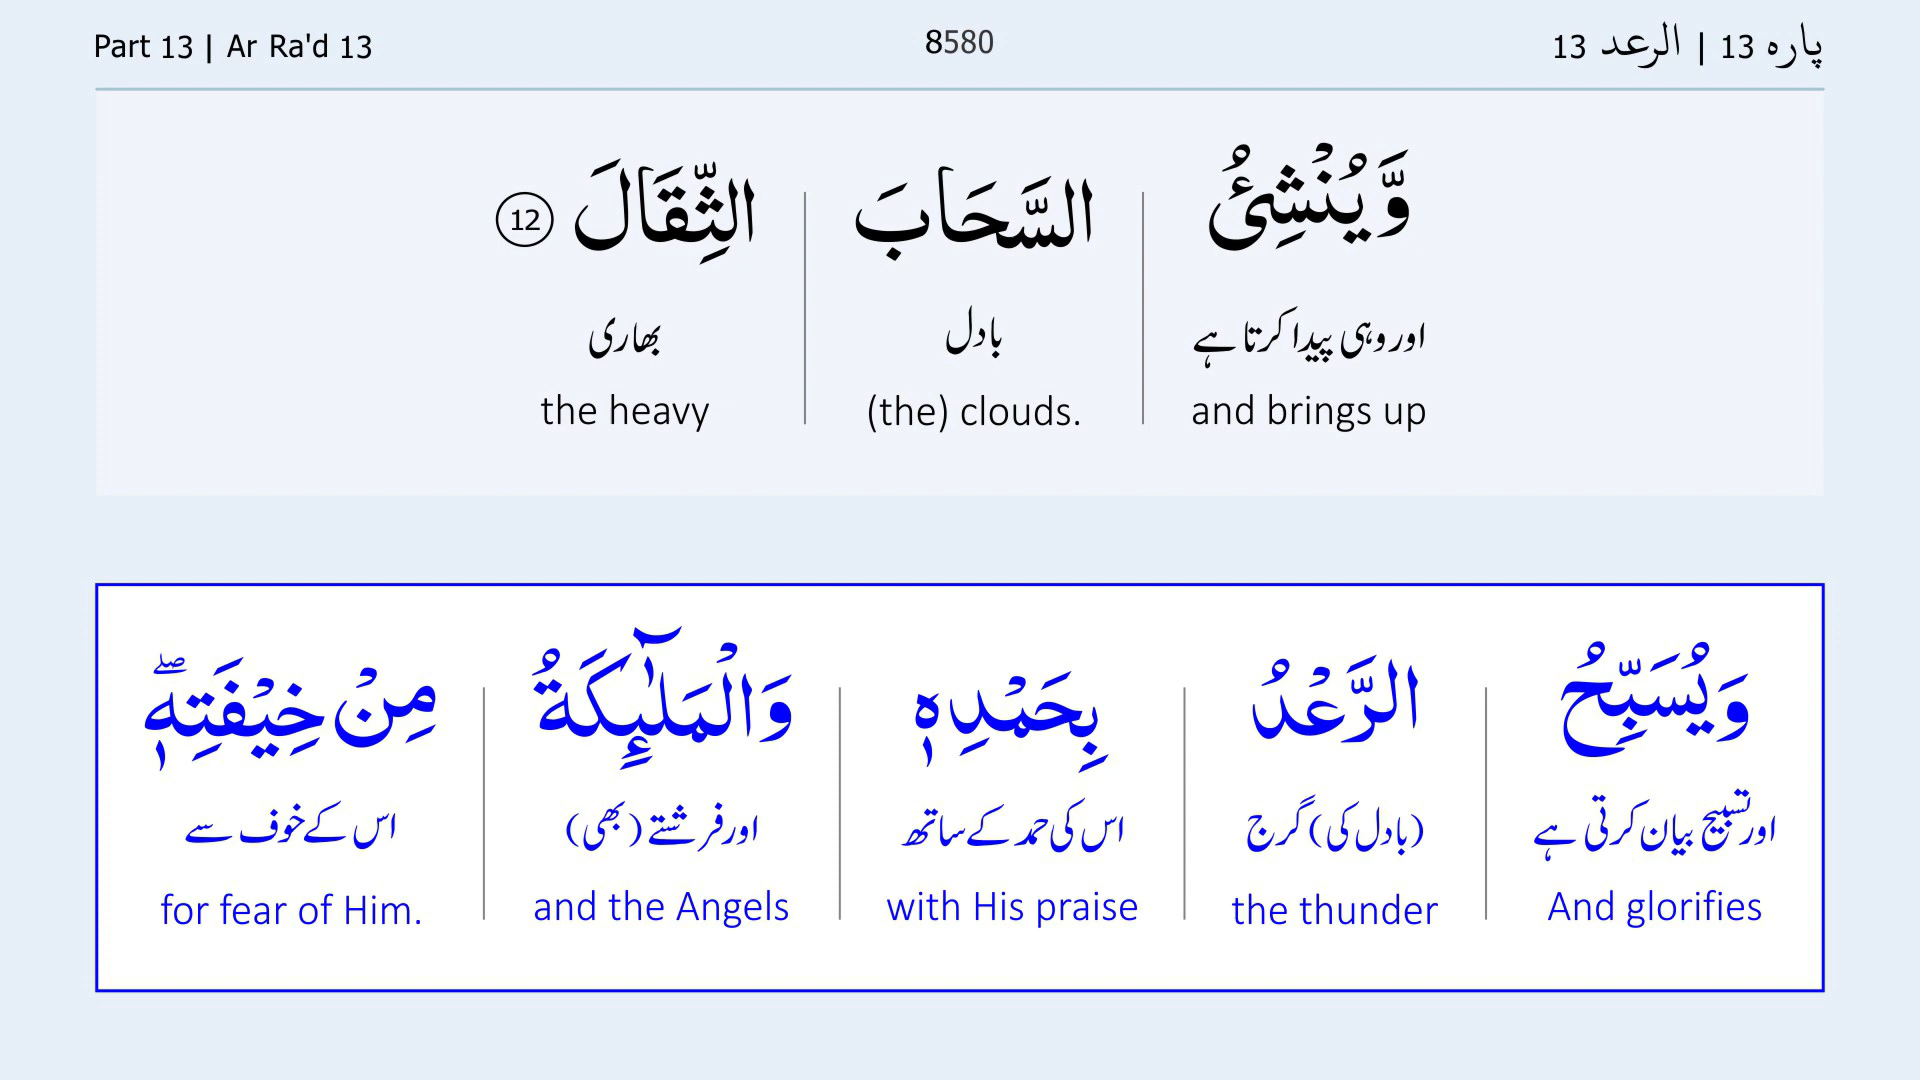 Part 13 | Ar Ra'd 13
8580
پارہ 13 | الرعد 13
وَّیُنْشِئُ السَّحَابَ الثِّقَالَ 12
اور وہی پیدا کرتا ہے بادل بھاری
and brings up (the) clouds. the heavy
وَیُسَبِّحُ الرَّعْدُ بِحَمْدِهٖ وَالْمَلٰٓئِكَةُ مِنْ خِیْفَتِهٖ ۚۖ
اور تسبیح بیان کرتی ہے (بادل کی) گرج اس کی حمد کے ساتھ اور فرشتے (بھی) اس کے خوف سے
And glorifies the thunder with His praise and the Angels for fear of Him.